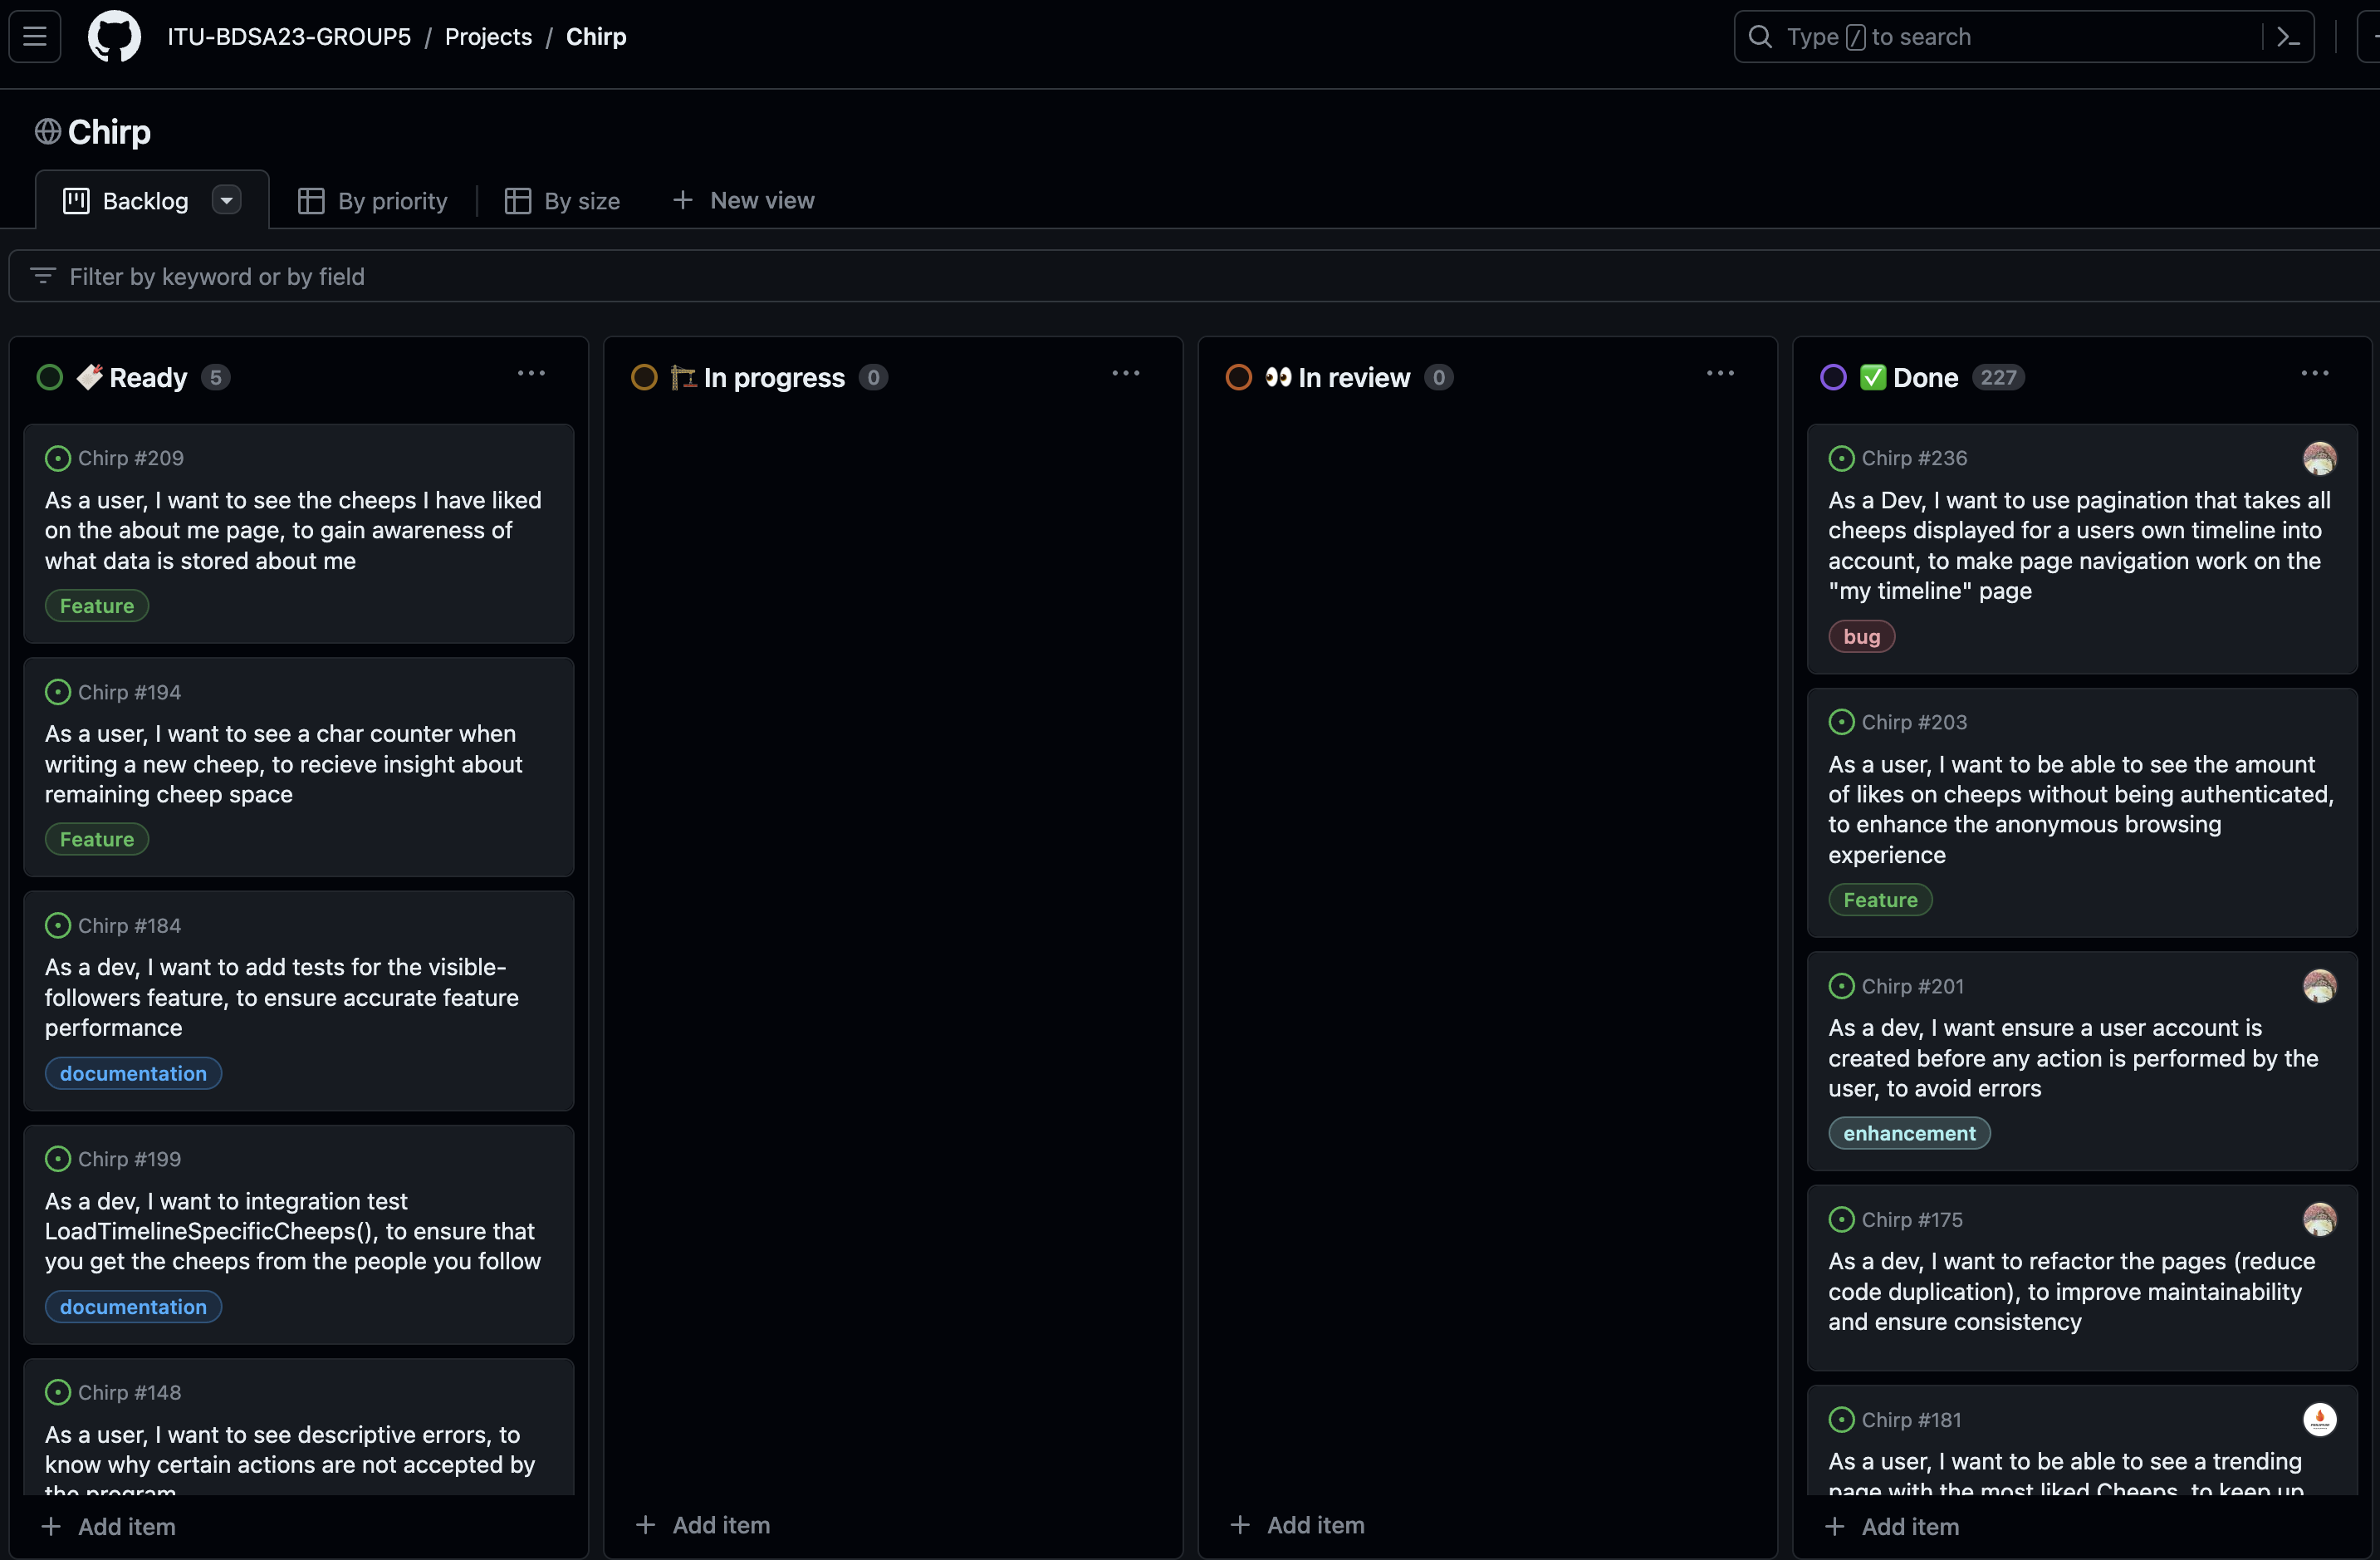 ITU-BDSA23-GROUP5 / Projects / Chirp
Type / to search
Chirp
Backlog
By priority
By size
+ New view
Filter by keyword or by field
Ready 5
Chirp #209
As a user, I want to see the cheeps I have liked
on the about me page, to gain awareness of
what data is stored about me
Feature
Chirp #194
As a user, I want to see a char counter when
writing a new cheep, to recieve insight about
remaining cheep space
Feature
Chirp #184
As a dev, I want to add tests for the visible-
followers feature, to ensure accurate feature
performance
documentation
Chirp #199
As a dev, I want to integration test
LoadTimelineSpecificCheeps(), to ensure that
you get the cheeps from the people you follow
documentation
Chirp #148
As a user, I want to see descriptive errors, to
know why certain actions are not accepted by
the program
+ Add item
In progress 0
+ Add item
In review 0
+ Add item
Done 227
Chirp #236
As a Dev, I want to use pagination that takes all
cheeps displayed for a users own timeline into
account, to make page navigation work on the
"my timeline" page
bug
Chirp #203
As a user, I want to be able to see the amount
of likes on cheeps without being authenticated,
to enhance the anonymous browsing
experience
Feature
Chirp #201
As a dev, I want ensure a user account is
created before any action is performed by the
user, to avoid errors
enhancement
Chirp #175
As a dev, I want to refactor the pages (reduce
code duplication), to improve maintainability
and ensure consistency
Chirp #181
As a user, I want to be able to see a trending
page with the most liked Cheeps, to keep up
+ Add item